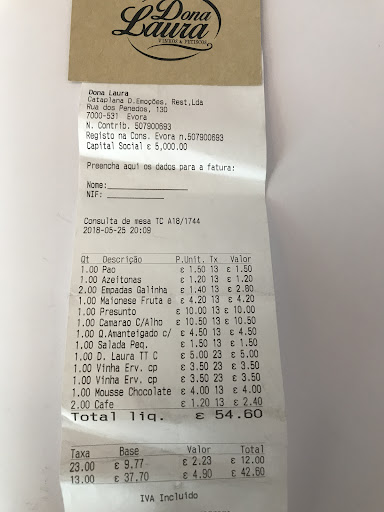 Dona
Laura
VINHOS & PETISCOS
Dona Laura
Cataplana D.Emoções, Rest,Lda
Rua dos Penedos, 13D
7000-531 Evora
N. Contrib. 507900693
Registo na Cons. Evora n.507900693
Capital Social € 5,000.00
Preencha aqui os dados para a fatura:
Nome:
NIF:
Consulta de mesa TC A18/1744
2018-05-25 20:09
Qt Descrição P.Unit. Tx Valor
1.00 Pao € 1.50 13 € 1.50
1.00 Azeitonas € 1.20 13 € 1.20
2.00 Empadas Galinha € 1.40 13 € 2.80
1.00 Maionese Fruta e € 4.20 13 € 4.20
1.00 Presunto € 10.00 13 € 10.00
1.00 Camarao C/Alho € 10.50 13 € 10.50
1.00 Q.Amanteigado c/ € 4.50 13 € 4.50
1.00 Salada Peq. € 1.50 13 € 1.50
1.00 D. Laura TT C € 5.00 23 € 5.00
1.00 Vinha Erv. cp € 3.50 23 € 3.50
1.00 Vinha Erv. cp € 3.50 23 € 3.50
1.00 Mousse Chocolate € 4.00 13 € 4.00
2.00 Cafe € 1.20 13 € 2.40
Total liq. € 54.60
Taxa Base Valor Total
23.00 € 9.77 € 2.23 € 12.00
13.00 € 37.70 € 4.90 € 42.60
IVA Incluido